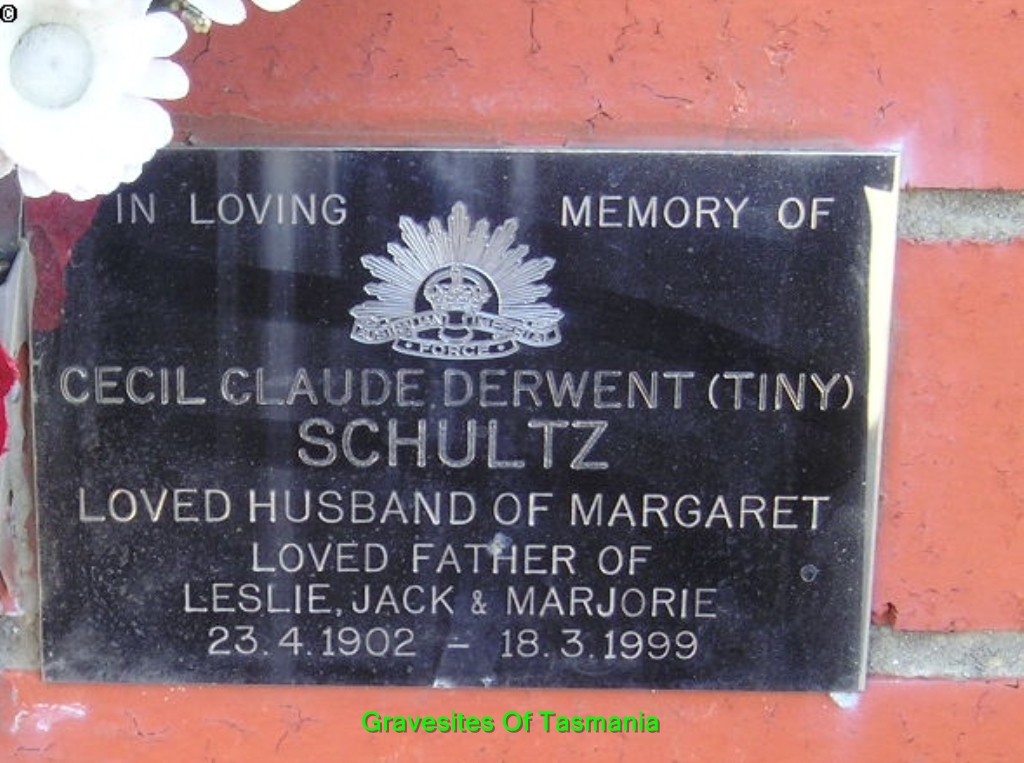 ©
IN LOVING MEMORY OF
AUSTRALIAN IMPERIAL
FORCE
CECIL CLAUDE DERWENT (TINY)
SCHULTZ
LOVED HUSBAND OF MARGARET
LOVED FATHER OF
LESLIE, JACK & MARJORIE
23.4.1902 - 18.3.1999
Gravesites Of Tasmania